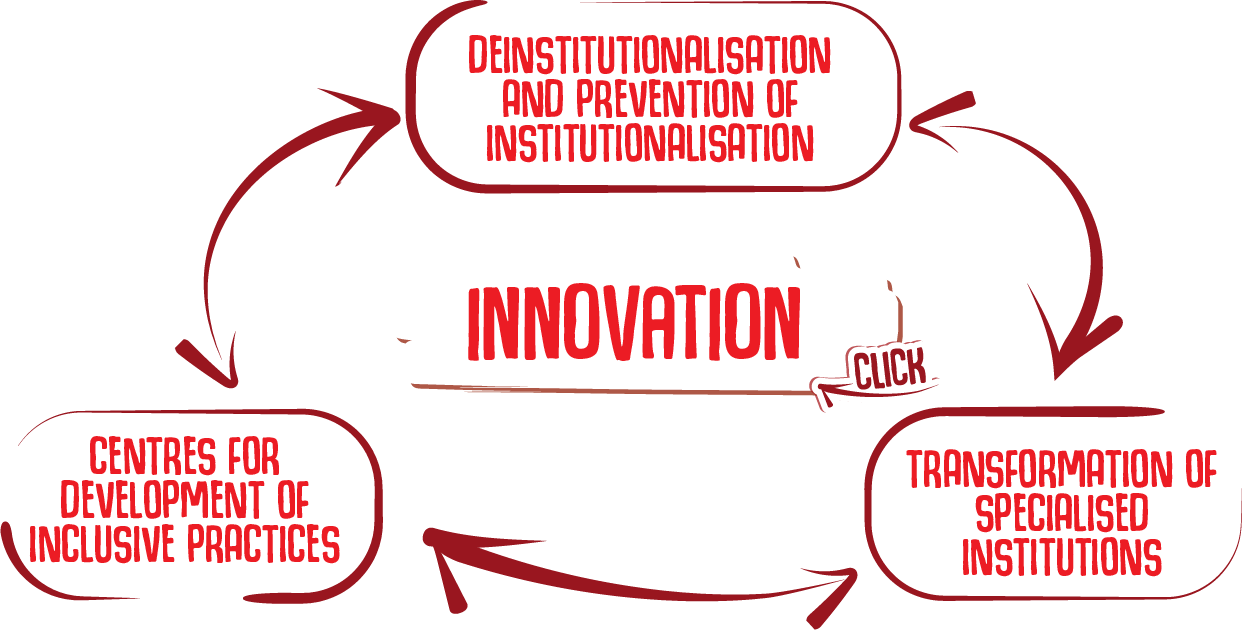 DEINSTITUTIONALISATION
AND PREVENTION OF
INSTITUTIONALISATION
INNOVATION
CLICK
CENTRES FOR
DEVELOPMENT OF
INCLUSIVE PRACTICES
TRANSFORMATION OF
SPECIALISED
INSTITUTIONS